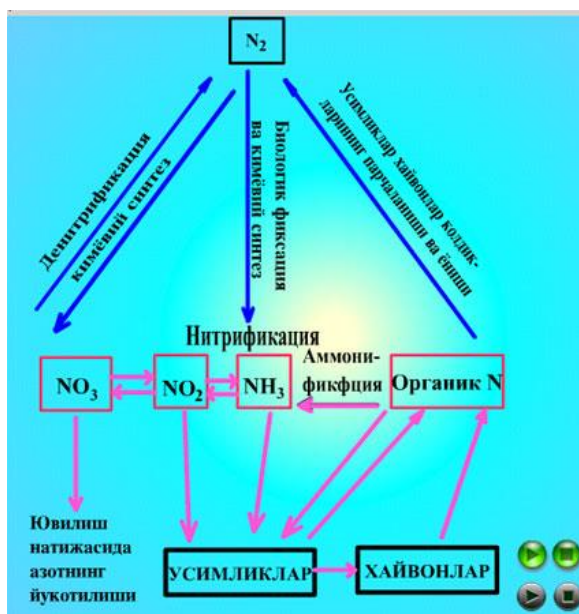 N₂
Денитрификация
кимёвий синтез
Биологик фиксация
ва кимёвий синтез
Усимликлар хайвонлар колдик-
ларининг парчаланиши ва ёниши
Нитрификация
Аммони-
фикфция
NO₃
NO₂
NH₃
Органик N
Ювилиш
натижасида
азотнинг
йукотилиши
УСИМЛИКЛАР
ХАЙВОНЛАР